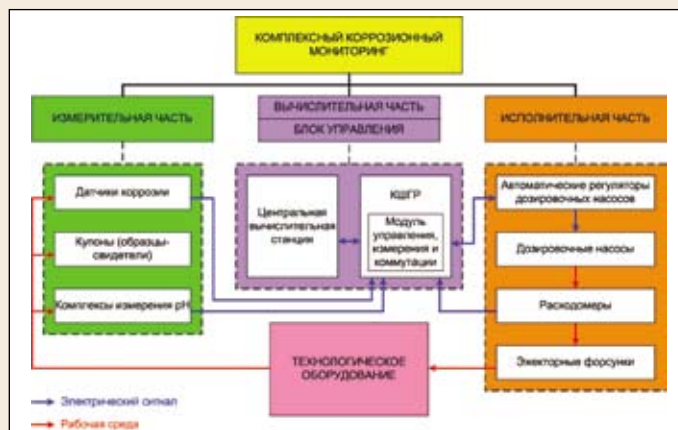 КОМПЛЕКСНЫЙ КОРРОЗИОННЫЙ
МОНИТОРИНГ
ИЗМЕРИТЕЛЬНАЯ ЧАСТЬ
ВЫЧИСЛИТЕЛЬНАЯ ЧАСТЬ
БЛОК УПРАВЛЕНИЯ
ИСПОЛНИТЕЛЬНАЯ ЧАСТЬ
Датчики коррозии
Купоны (образцы-
свидетели)
Комплексы измерения pH
Центральная
вычислительная
станция
КШГР
Модуль
управления,
измерения и
коммутации
Автоматические регуляторы
дозировочных насосов
Дозировочные насосы
Расходомеры
Эжекторные форсунки
ТЕХНОЛОГИЧЕСКОЕ
ОБОРУДОВАНИЕ
Электрический сигнал
Рабочая среда